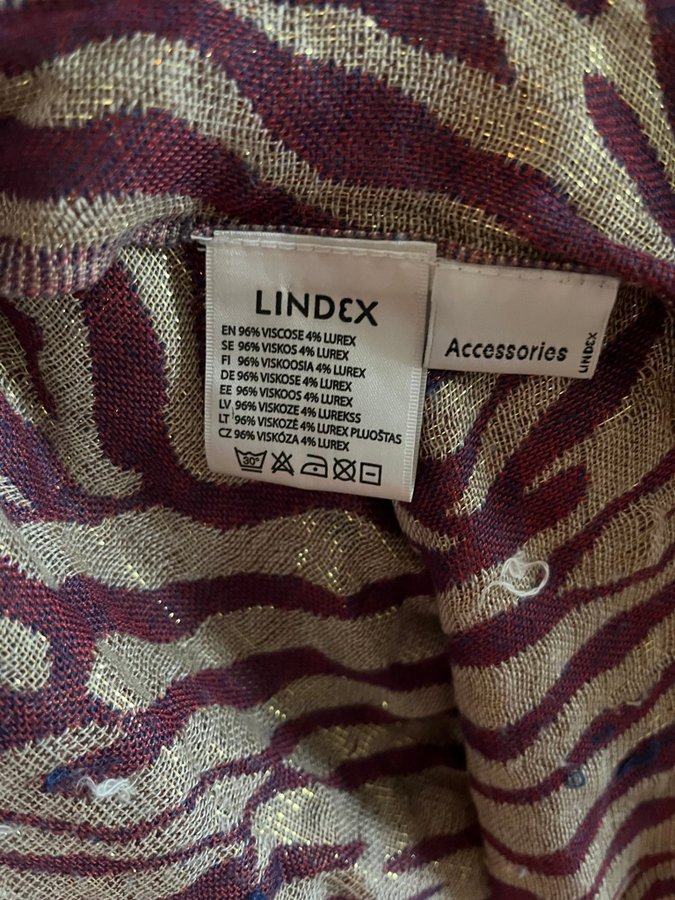 LINDEX
EN 96% VISCOSE 4% LUREX
SE 96% VISKOS 4% LUREX
FI 96% VISKOOSIA 4% LUREX
DE 96% VISKOSE 4% LUREX
EE 96% VISKOOS 4% LUREX
LV 96% VISKOZE 4% LUREKSS
LT 96% VISKOZĖ 4% LUREX PLUOŠTAS
CZ 96% VISKÓZA 4% LUREX
30°
Accessories
LINDEX